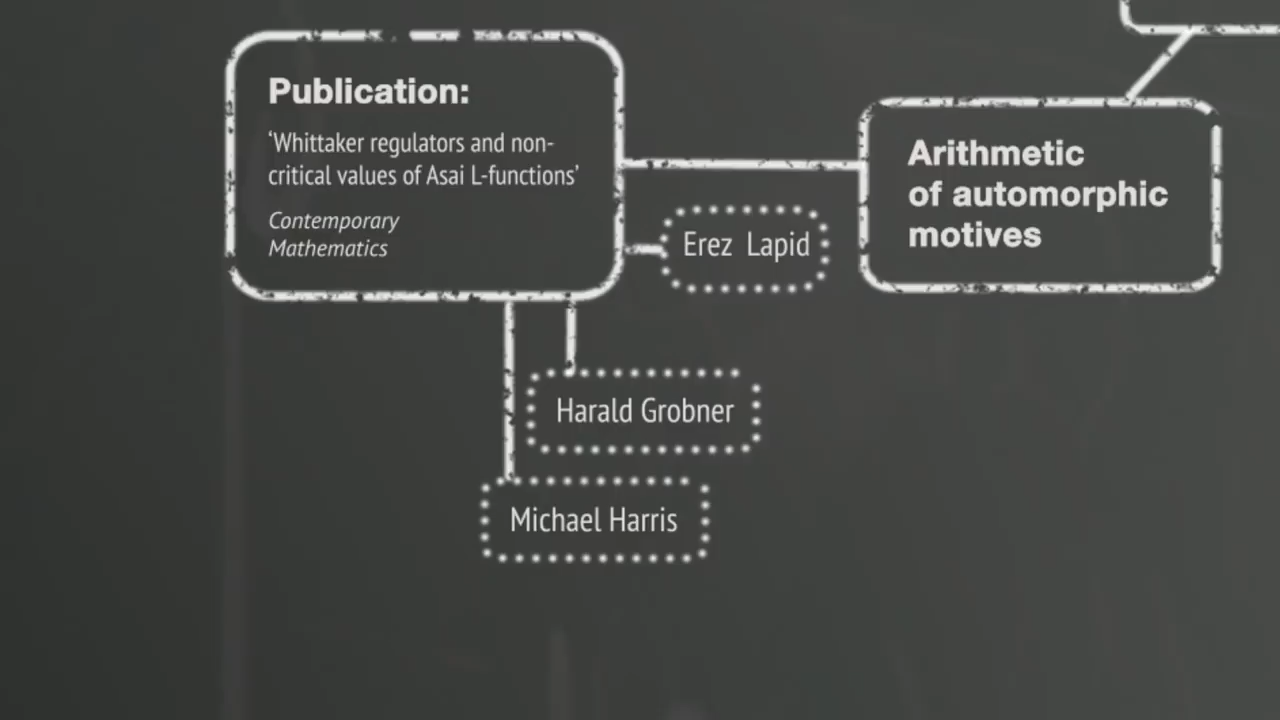 Publication:
‘Whittaker regulators and non-
critical values of Asai L-functions’
Contemporary
Mathematics
Arithmetic
of automorphic
motives
Erez Lapid
Harald Grobner
Michael Harris